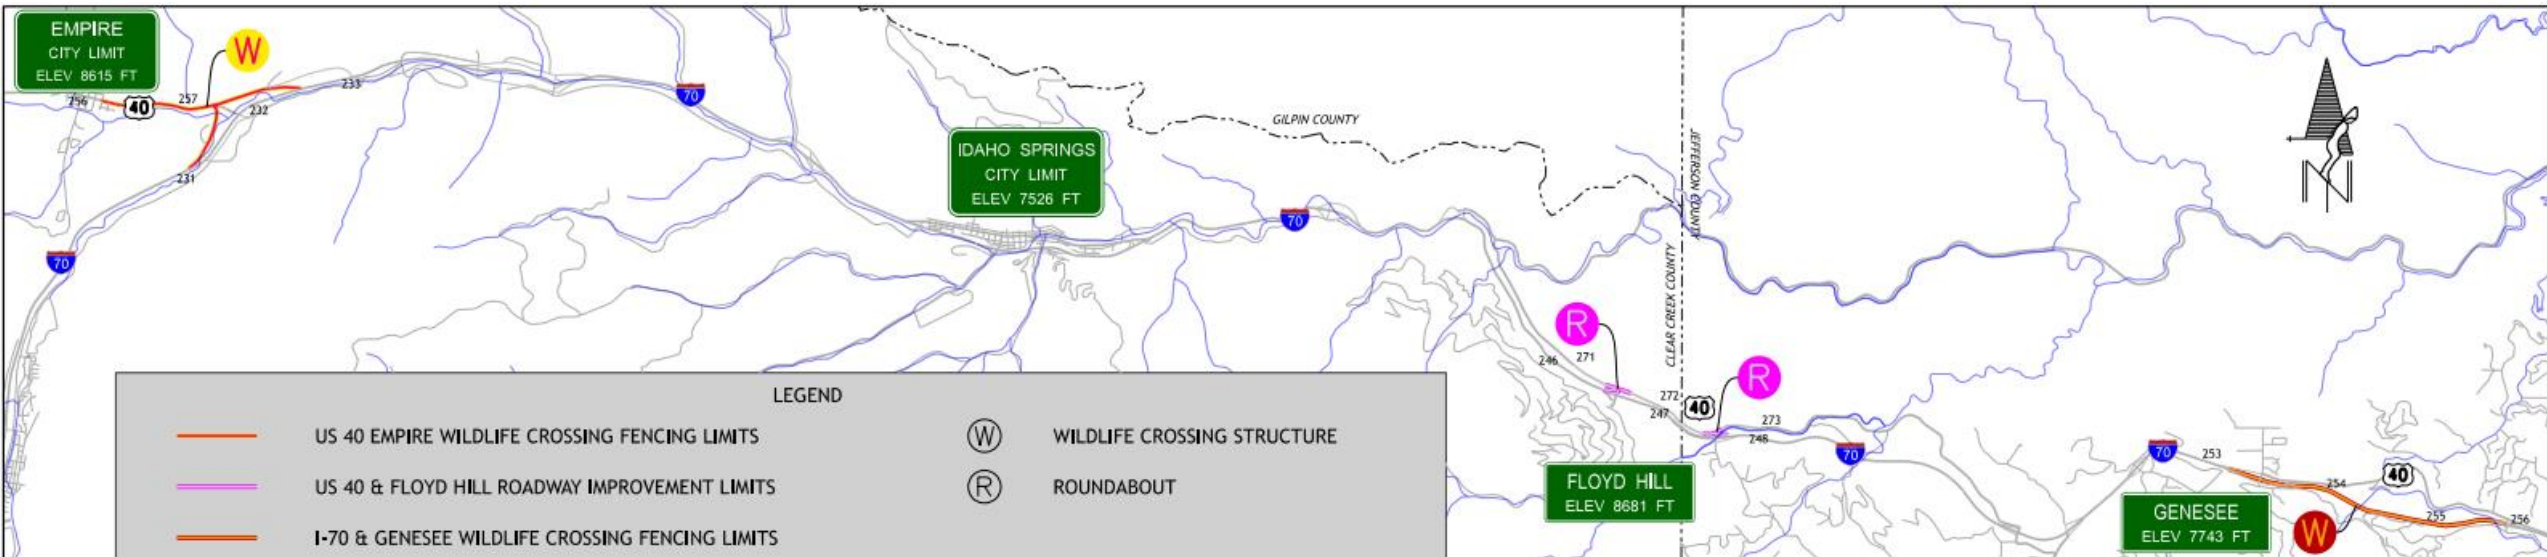 EMPIRE
CITY LIMIT
ELEV 8615 FT
W
256
40
257
232
233
231
70
70
IDAHO SPRINGS
CITY LIMIT
ELEV 7526 FT
GILPIN COUNTY
70
JEFFERSON COUNTY
CLEAR CREEK COUNTY
N
R
246
271
R
272
247
40
273
248
70
FLOYD HILL
ELEV 8681 FT
70
253
254
40
GENESEE
ELEV 7743 FT
W
255
256
LEGEND
US 40 EMPIRE WILDLIFE CROSSING FENCING LIMITS
W WILDLIFE CROSSING STRUCTURE
US 40 & FLOYD HILL ROADWAY IMPROVEMENT LIMITS
R ROUNDABOUT
I-70 & GENESEE WILDLIFE CROSSING FENCING LIMITS